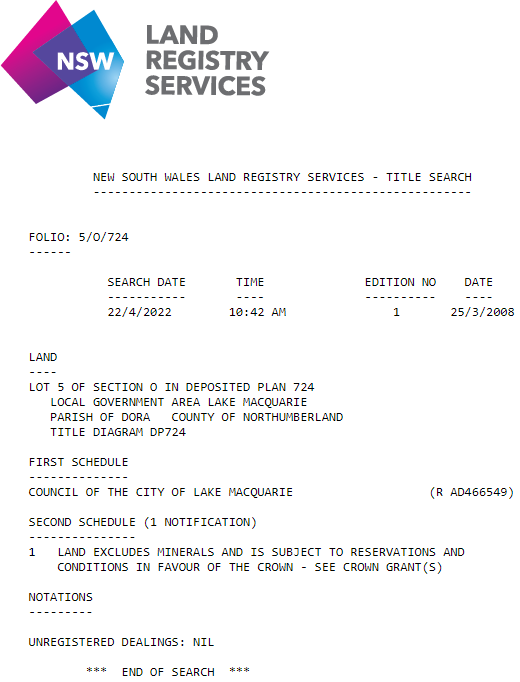 NSW
LAND
REGISTRY
SERVICES
NEW SOUTH WALES LAND REGISTRY SERVICES - TITLE SEARCH
-----------------------------------------------------
FOLIO: 5/O/724
------
SEARCH DATE TIME EDITION NO DATE
----------- ---- ---------- ----
22/4/2022 10:42 AM 1 25/3/2008
LAND
----
LOT 5 OF SECTION O IN DEPOSITED PLAN 724
LOCAL GOVERNMENT AREA LAKE MACQUARIE
PARISH OF DORA COUNTY OF NORTHUMBERLAND
TITLE DIAGRAM DP724
FIRST SCHEDULE
--------------
COUNCIL OF THE CITY OF LAKE MACQUARIE (R AD466549)
SECOND SCHEDULE (1 NOTIFICATION)
---------------
1 LAND EXCLUDES MINERALS AND IS SUBJECT TO RESERVATIONS AND
CONDITIONS IN FAVOUR OF THE CROWN - SEE CROWN GRANT(S)
NOTATIONS
---------
UNREGISTERED DEALINGS: NIL
*** END OF SEARCH ***